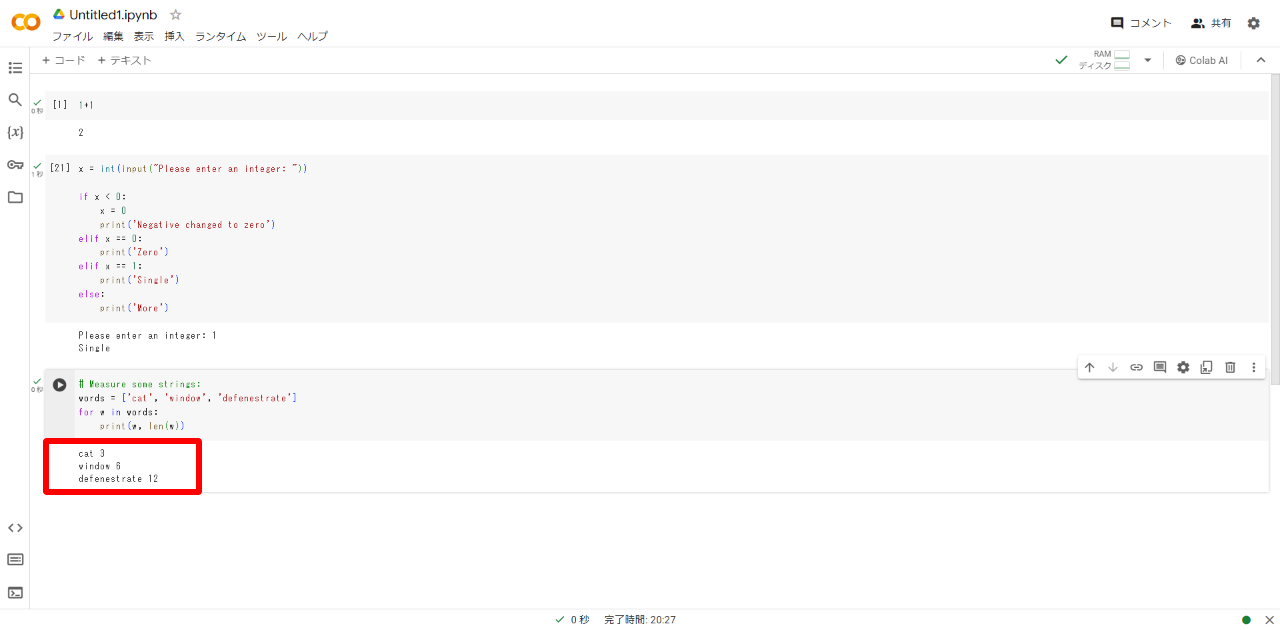 Untitled1.ipynb
ファイル 編集 表示 挿入 ランタイム ツール ヘルプ
コメント 共有
+ コード + テキスト
RAM
ディスク
Colab AI
[1] 1+1
0 秒
2
[21] x = int(input("Please enter an integer: "))
1 秒
if x < 0:
    x = 0
    print('Negative changed to zero')
elif x == 0:
    print('Zero')
elif x == 1:
    print('Single')
else:
    print('More')
Please enter an integer: 1
Single
0 秒
# Measure some strings:
words = ['cat', 'window', 'defenestrate']
for w in words:
    print(w, len(w))
cat 3
window 6
defenestrate 12
0 秒 完了時間: 20:27